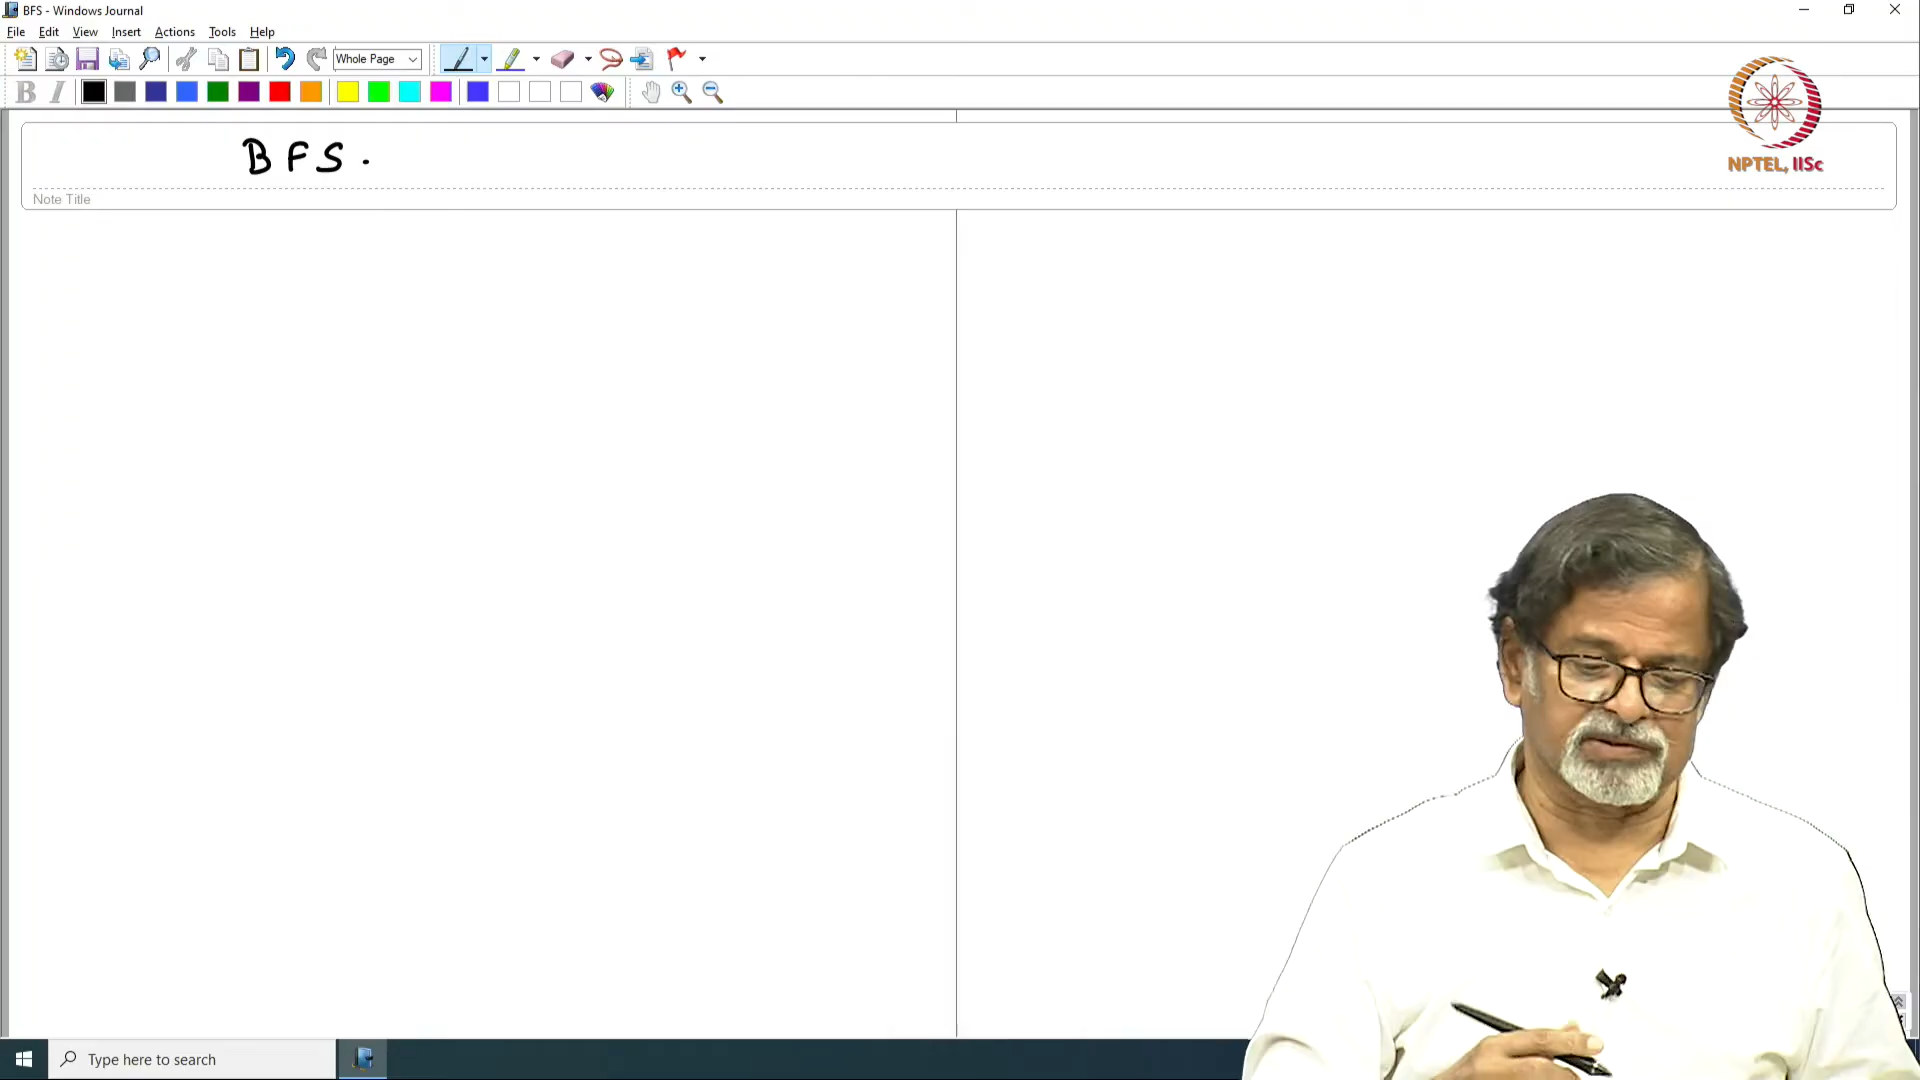 BFS - Windows Journal
File Edit View Insert Actions Tools Help
Whole Page
B I
BFS.
NPTEL, IISc
Note Title
Type here to search